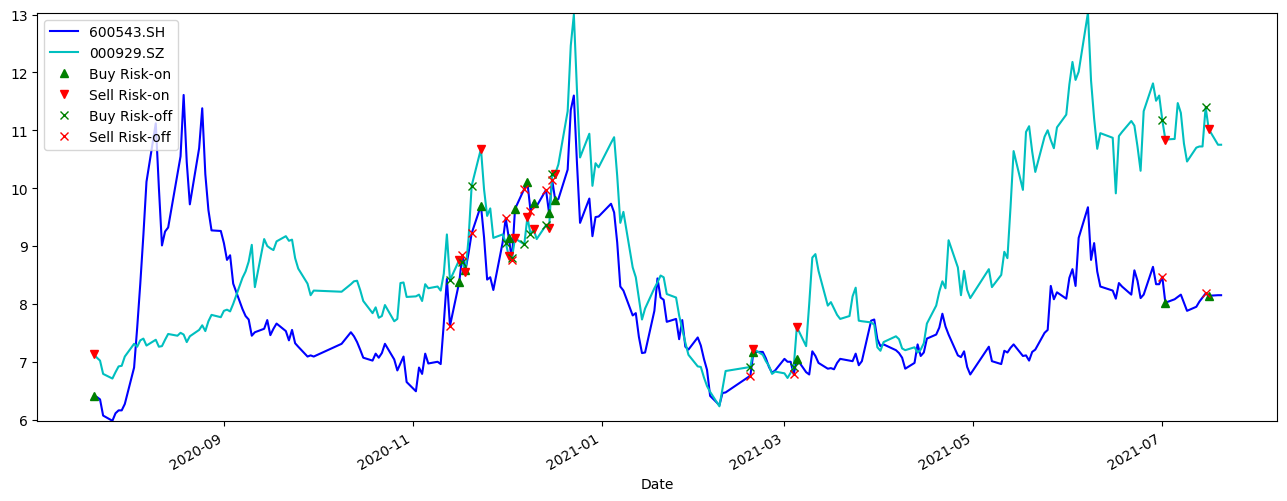 13
12
11
10
9
8
7
6
600543.SH
000929.SZ
Buy Risk-on
Sell Risk-on
Buy Risk-off
Sell Risk-off
2020-09
2020-11
2021-01
2021-03
2021-05
2021-07
Date